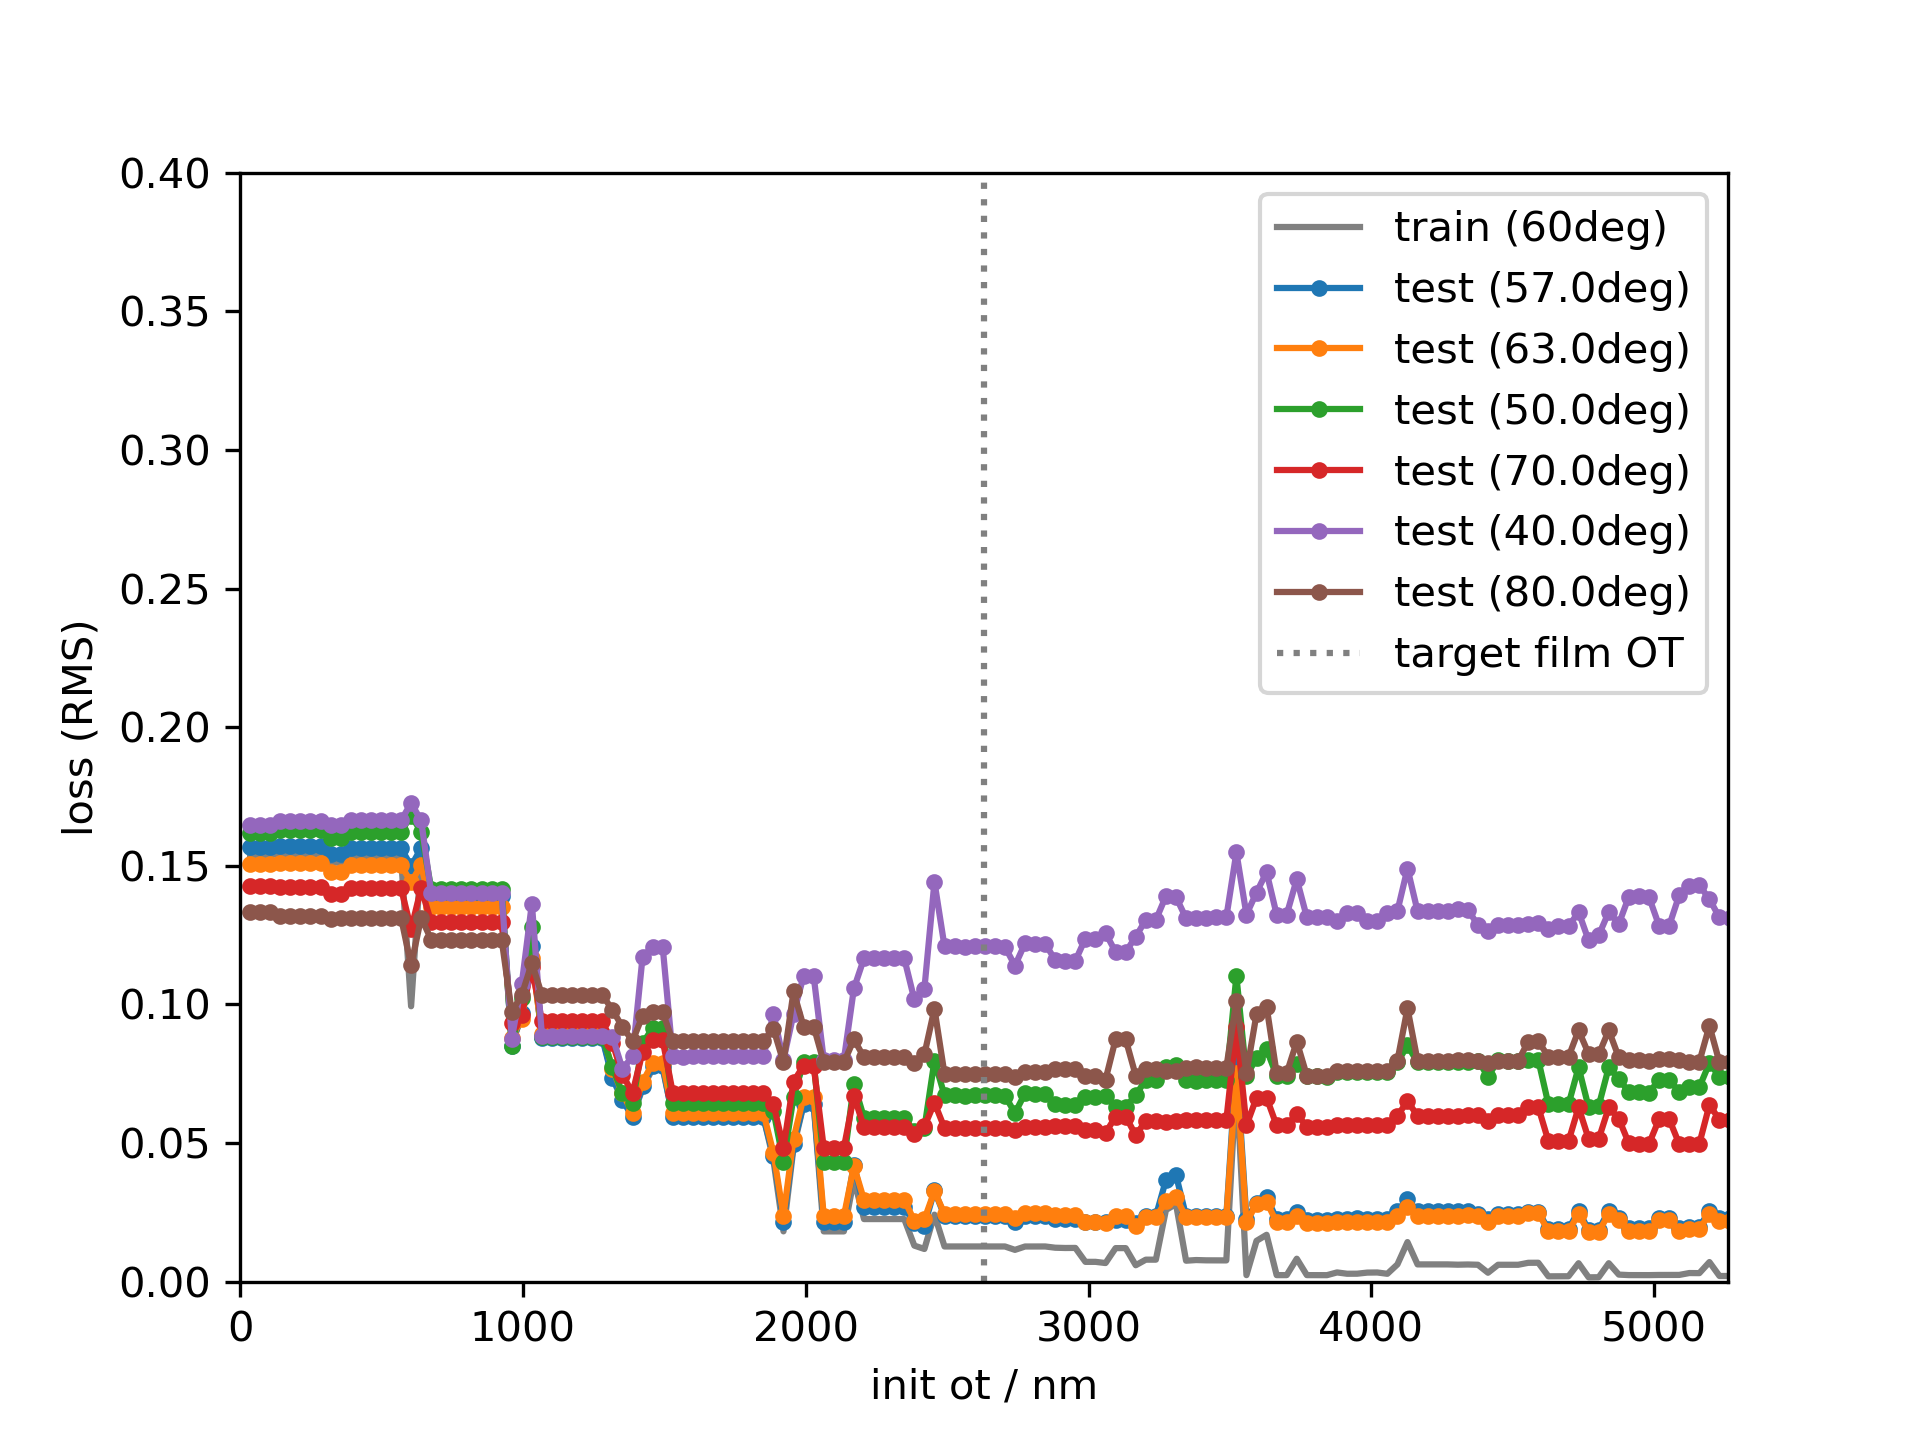 0.40
0.35
0.30
0.25
0.20
0.15
0.10
0.05
0.00
loss (RMS)
train (60deg)
test (57.0deg)
test (63.0deg)
test (50.0deg)
test (70.0deg)
test (40.0deg)
test (80.0deg)
target film OT
0 1000 2000 3000 4000 5000
init ot / nm